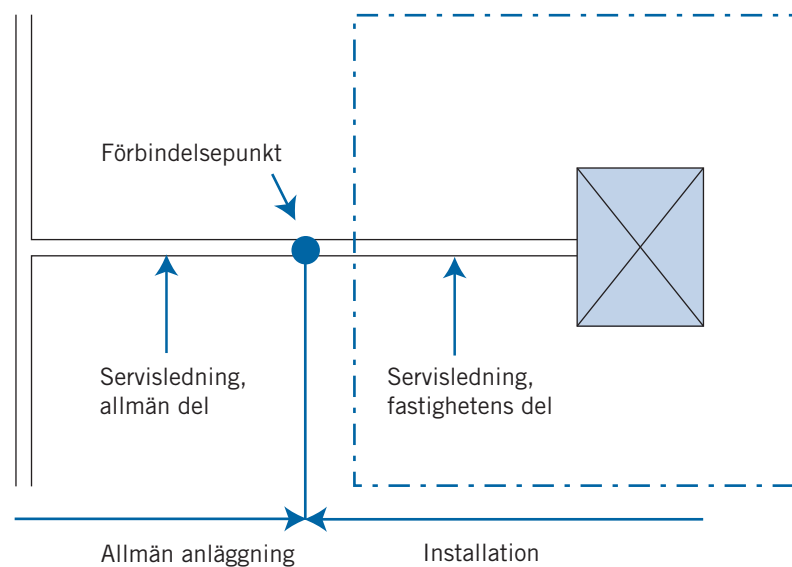 Förbindelsepunkt
Servisledning,
allmän del
Servisledning,
fastighetens del
Allmän anläggning
Installation